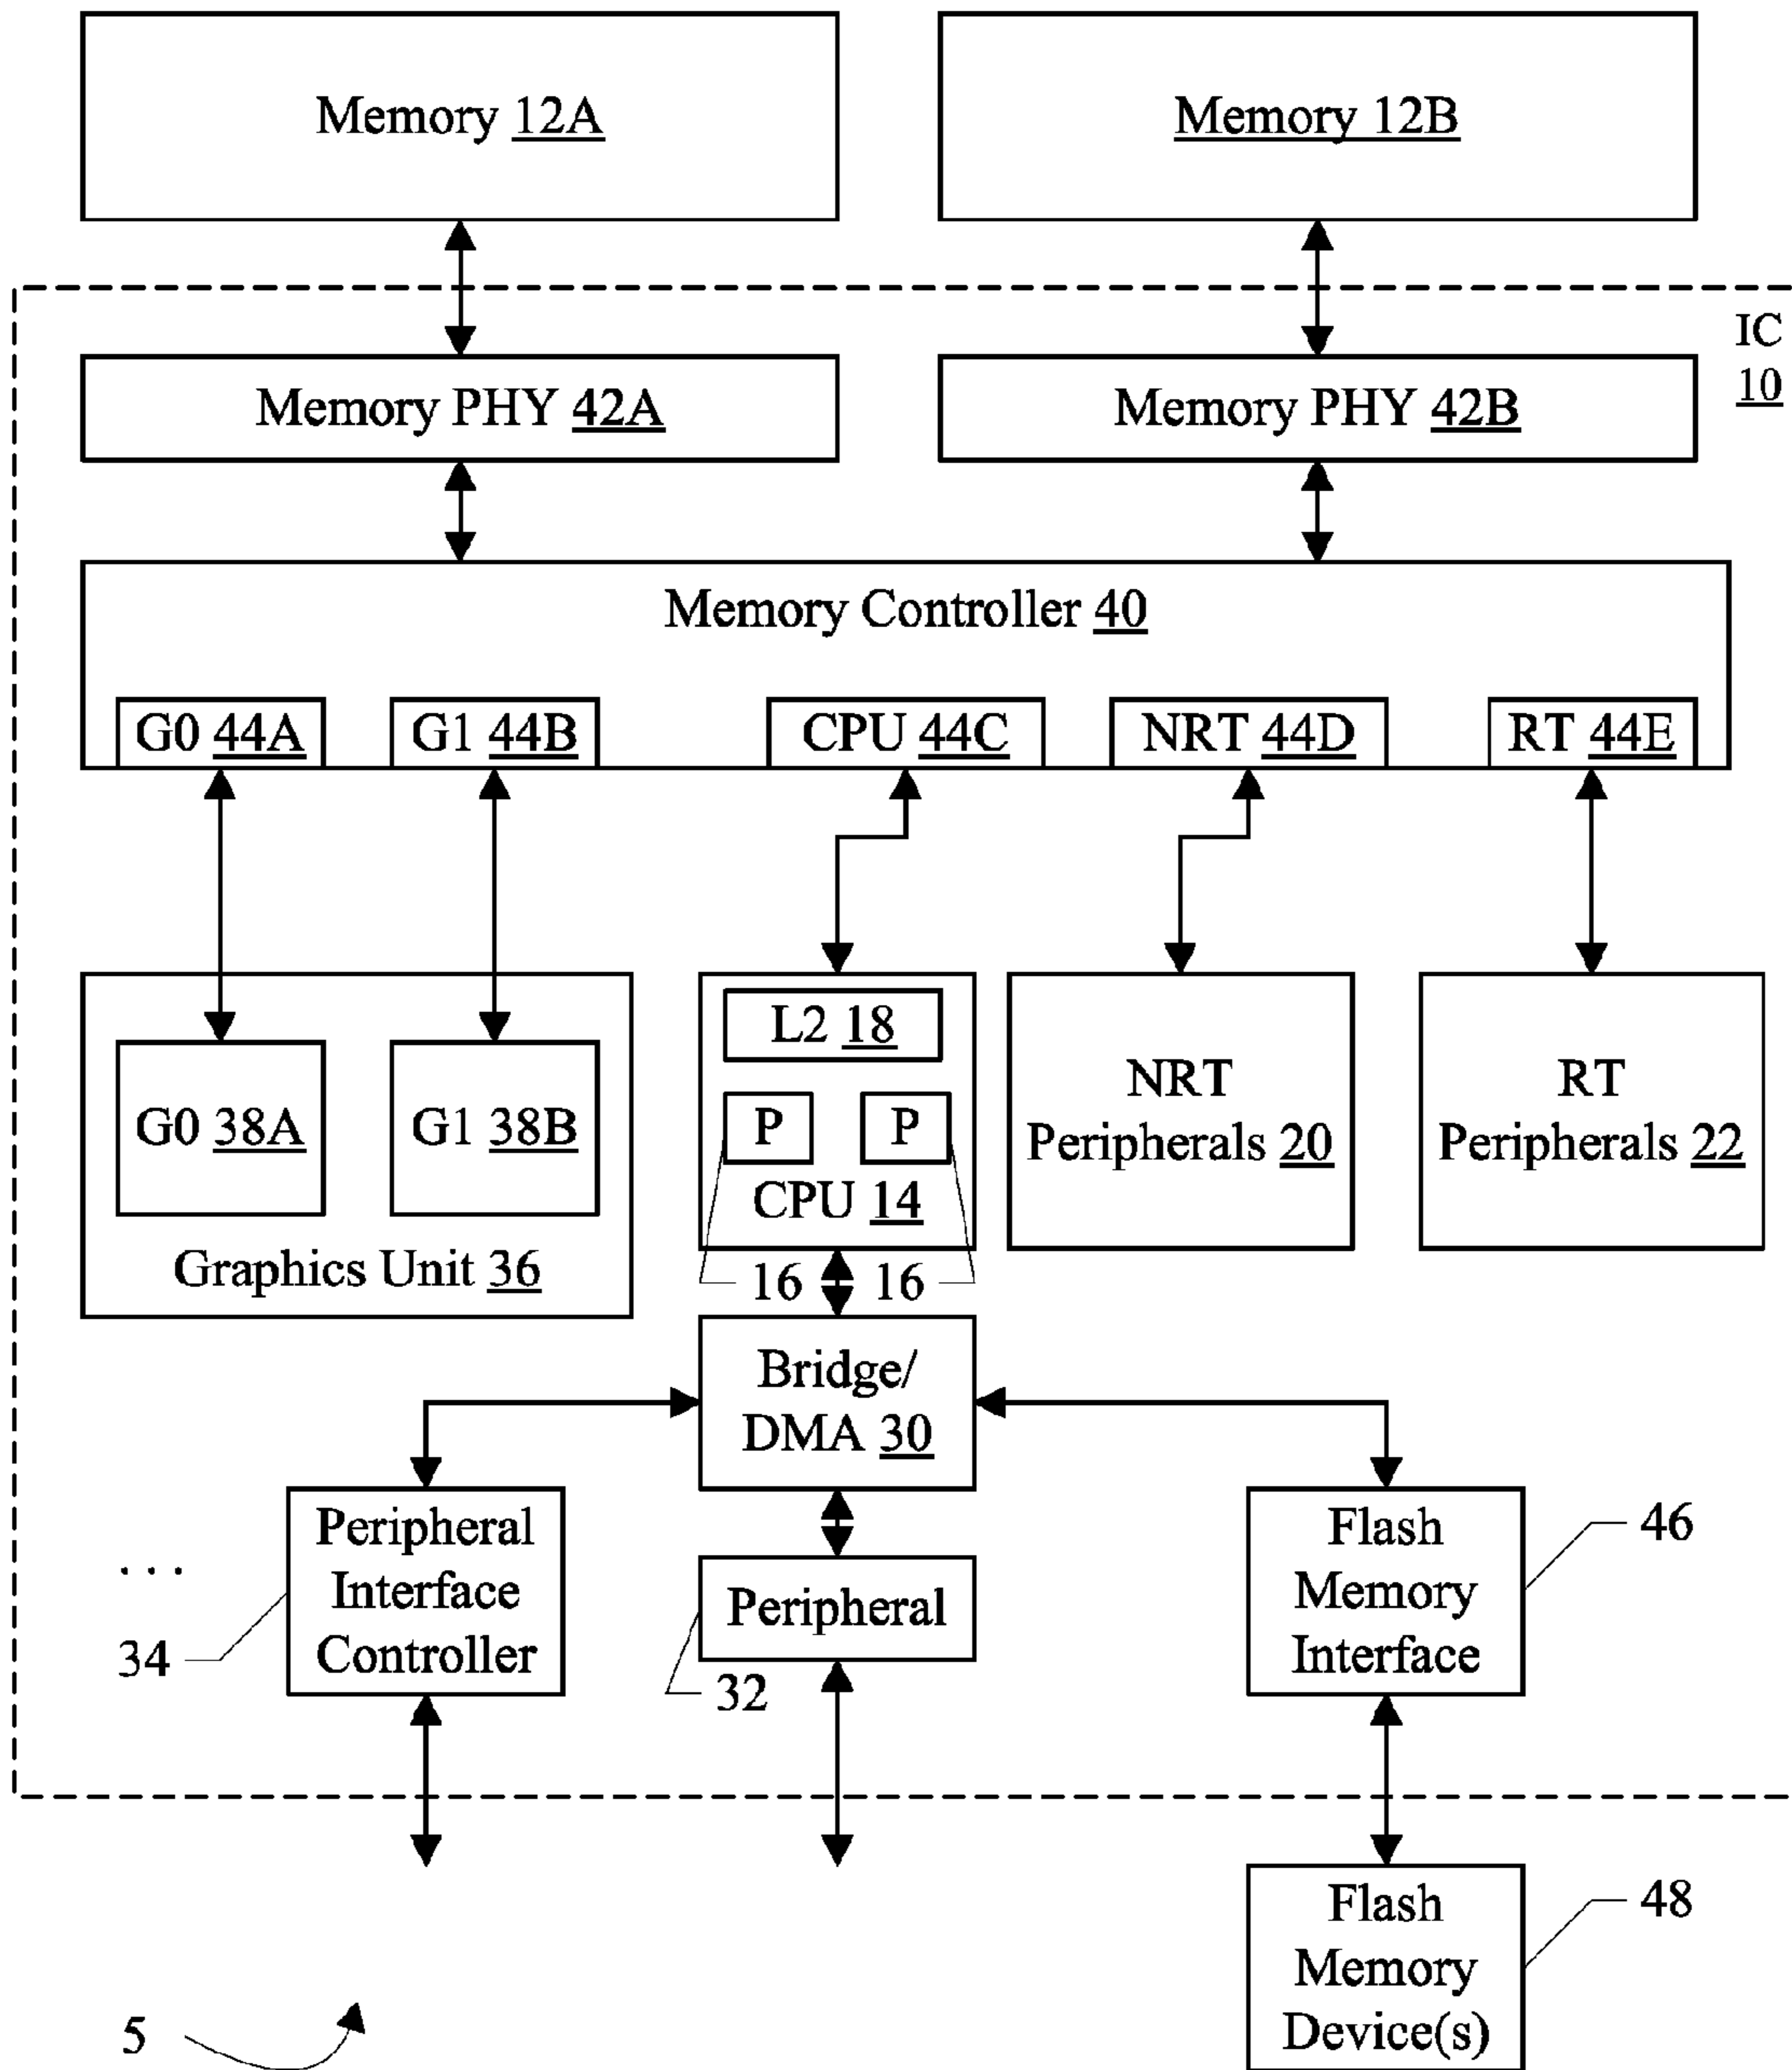 Memory 12A
Memory 12B
IC
10
Memory PHY 42A
Memory PHY 42B
Memory Controller 40
G0 44A
G1 44B
CPU 44C
NRT 44D
RT 44E
G0 38A
G1 38B
Graphics Unit 36
L2 18
P
P
CPU 14
16
16
NRT
Peripherals 20
RT
Peripherals 22
Bridge/
DMA 30
. . .
34
Peripheral
Interface
Controller
Peripheral
32
Flash
Memory
Interface
46
Flash
Memory
Device(s)
48
5